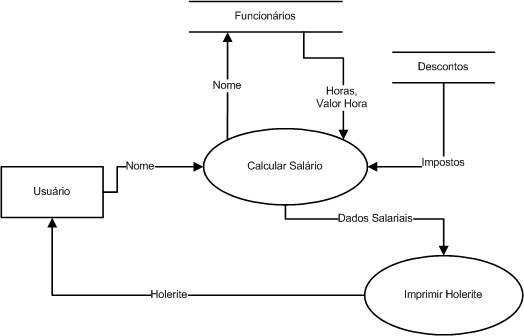 Funcionários
Descontos
Nome
Horas,
Valor Hora
Calcular Salário
Impostos
Nome
Usuário
Dados Salariais
Holerite
Imprimir Holerite